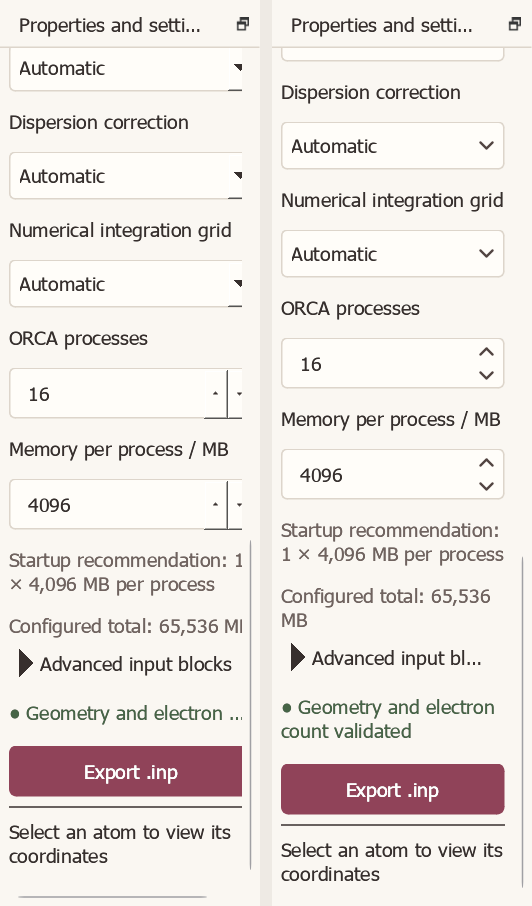 Properties and setti...
Automatic
Dispersion correction
Automatic
Numerical integration grid
Automatic
ORCA processes
16
Memory per process / MB
4096
Startup recommendation: 1
× 4,096 MB per process
Configured total: 65,536 MI
Advanced input blocks
● Geometry and electron ...
Export .inp
Select an atom to view its
coordinates
Properties and setti...
Dispersion correction
Automatic
Numerical integration grid
Automatic
ORCA processes
16
Memory per process / MB
4096
Startup recommendation:
1 × 4,096 MB per process
Configured total: 65,536
MB
Advanced input bl...
● Geometry and electron
count validated
Export .inp
Select an atom to view its
coordinates